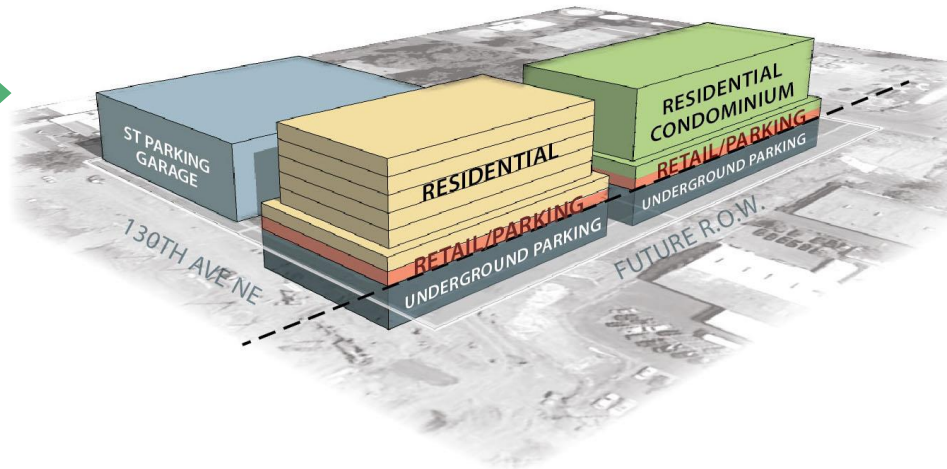 ST PARKING
GARAGE
RESIDENTIAL
RETAIL/PARKING
UNDERGROUND PARKING
RESIDENTIAL
CONDOMINIUM
RETAIL/PARKING
UNDERGROUND PARKING
130TH AVE NE
FUTURE R.O.W.